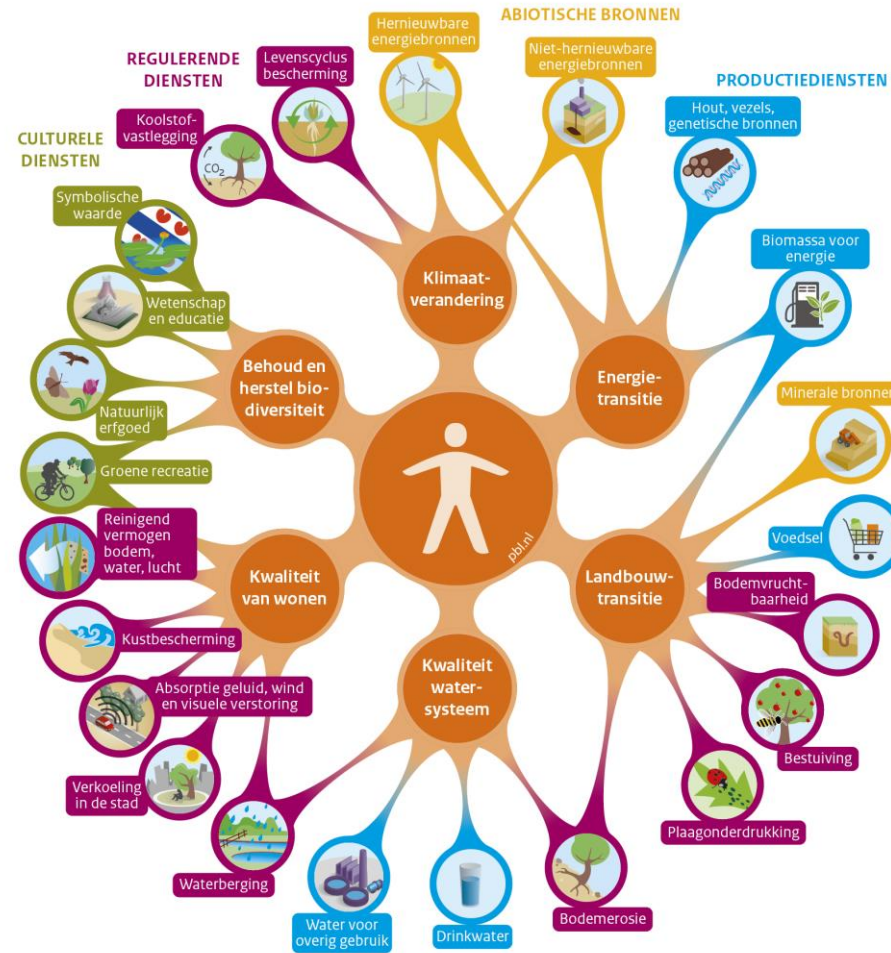 ABIOTISCHE BRONNEN
Hernieuwbare
energiebronnen
REGULERENDE
DIENSTEN
Levenscyclus
bescherming
Niet-hernieuwbare
energiebronnen
PRODUCTIEDIENSTEN
Koolstof-
vastlegging
Hout, vezels,
genetische bronnen
CULTURELE
DIENSTEN
CO2
Symbolische
waarde
Biomassa voor
energie
Klimaat-
verandering
Wetenschap
en educatie
Behoud en
herstel bio-
diversiteit
Energie-
transitie
Minerale bronnen
Natuurlijk
erfgoed
Groene recreatie
Reinigend
vermogen
bodem,
water, lucht
pbl.nl
Voedsel
Kwaliteit
van wonen
Landbouw-
transitie
Bodemvrucht-
baarheid
Kustbescherming
Kwaliteit
water-
systeem
Absorptie geluid, wind
en visuele verstoring
Bestuiving
Verkoeling
in de stad
Plaagonderdrukking
Waterberging
Water voor
overig gebruik
Drinkwater
Bodemerosie